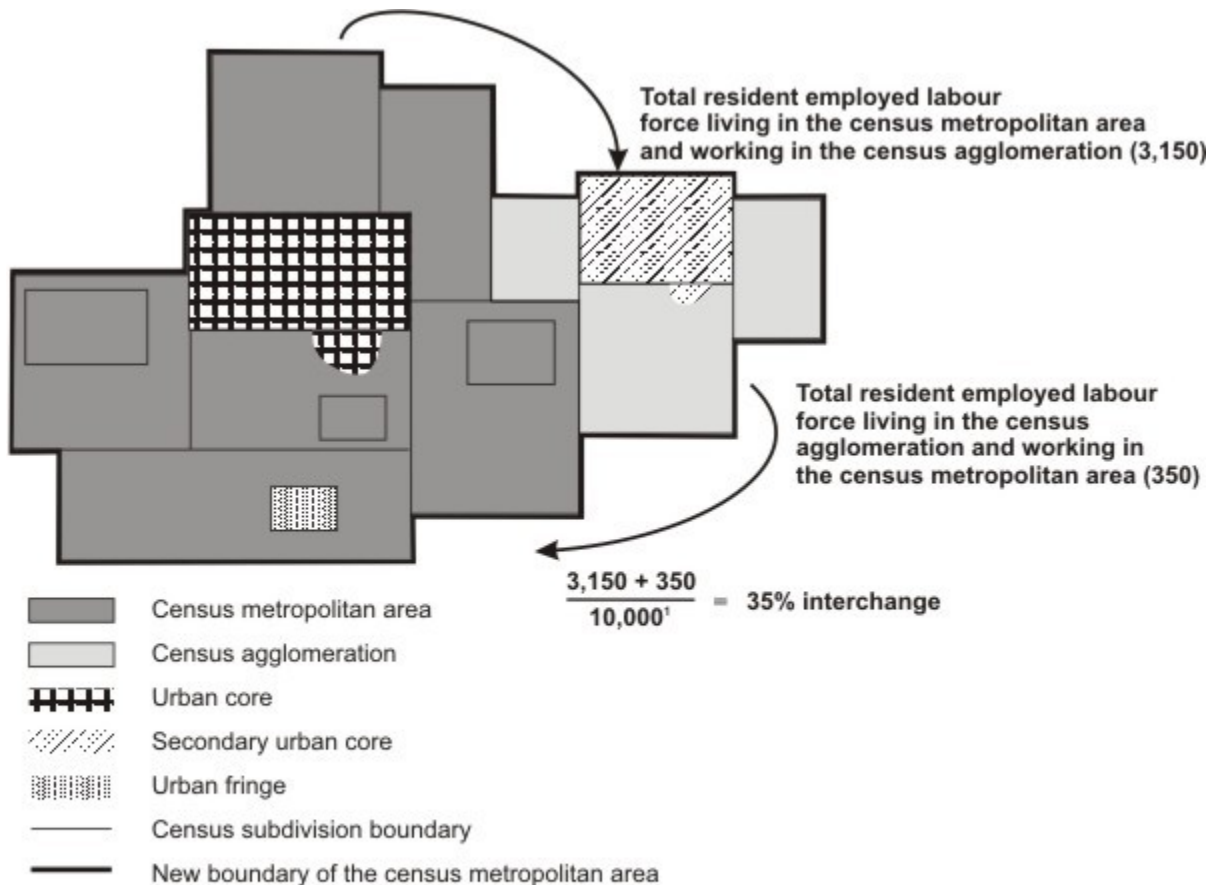 Total resident employed labour
force living in the census metropolitan area
and working in the census agglomeration (3,150)
Total resident employed labour
force living in the census
agglomeration and working in
the census metropolitan area (350)
3,150 + 350
10,000¹
= 35% interchange
Census metropolitan area
Census agglomeration
Urban core
Secondary urban core
Urban fringe
Census subdivision boundary
New boundary of the census metropolitan area